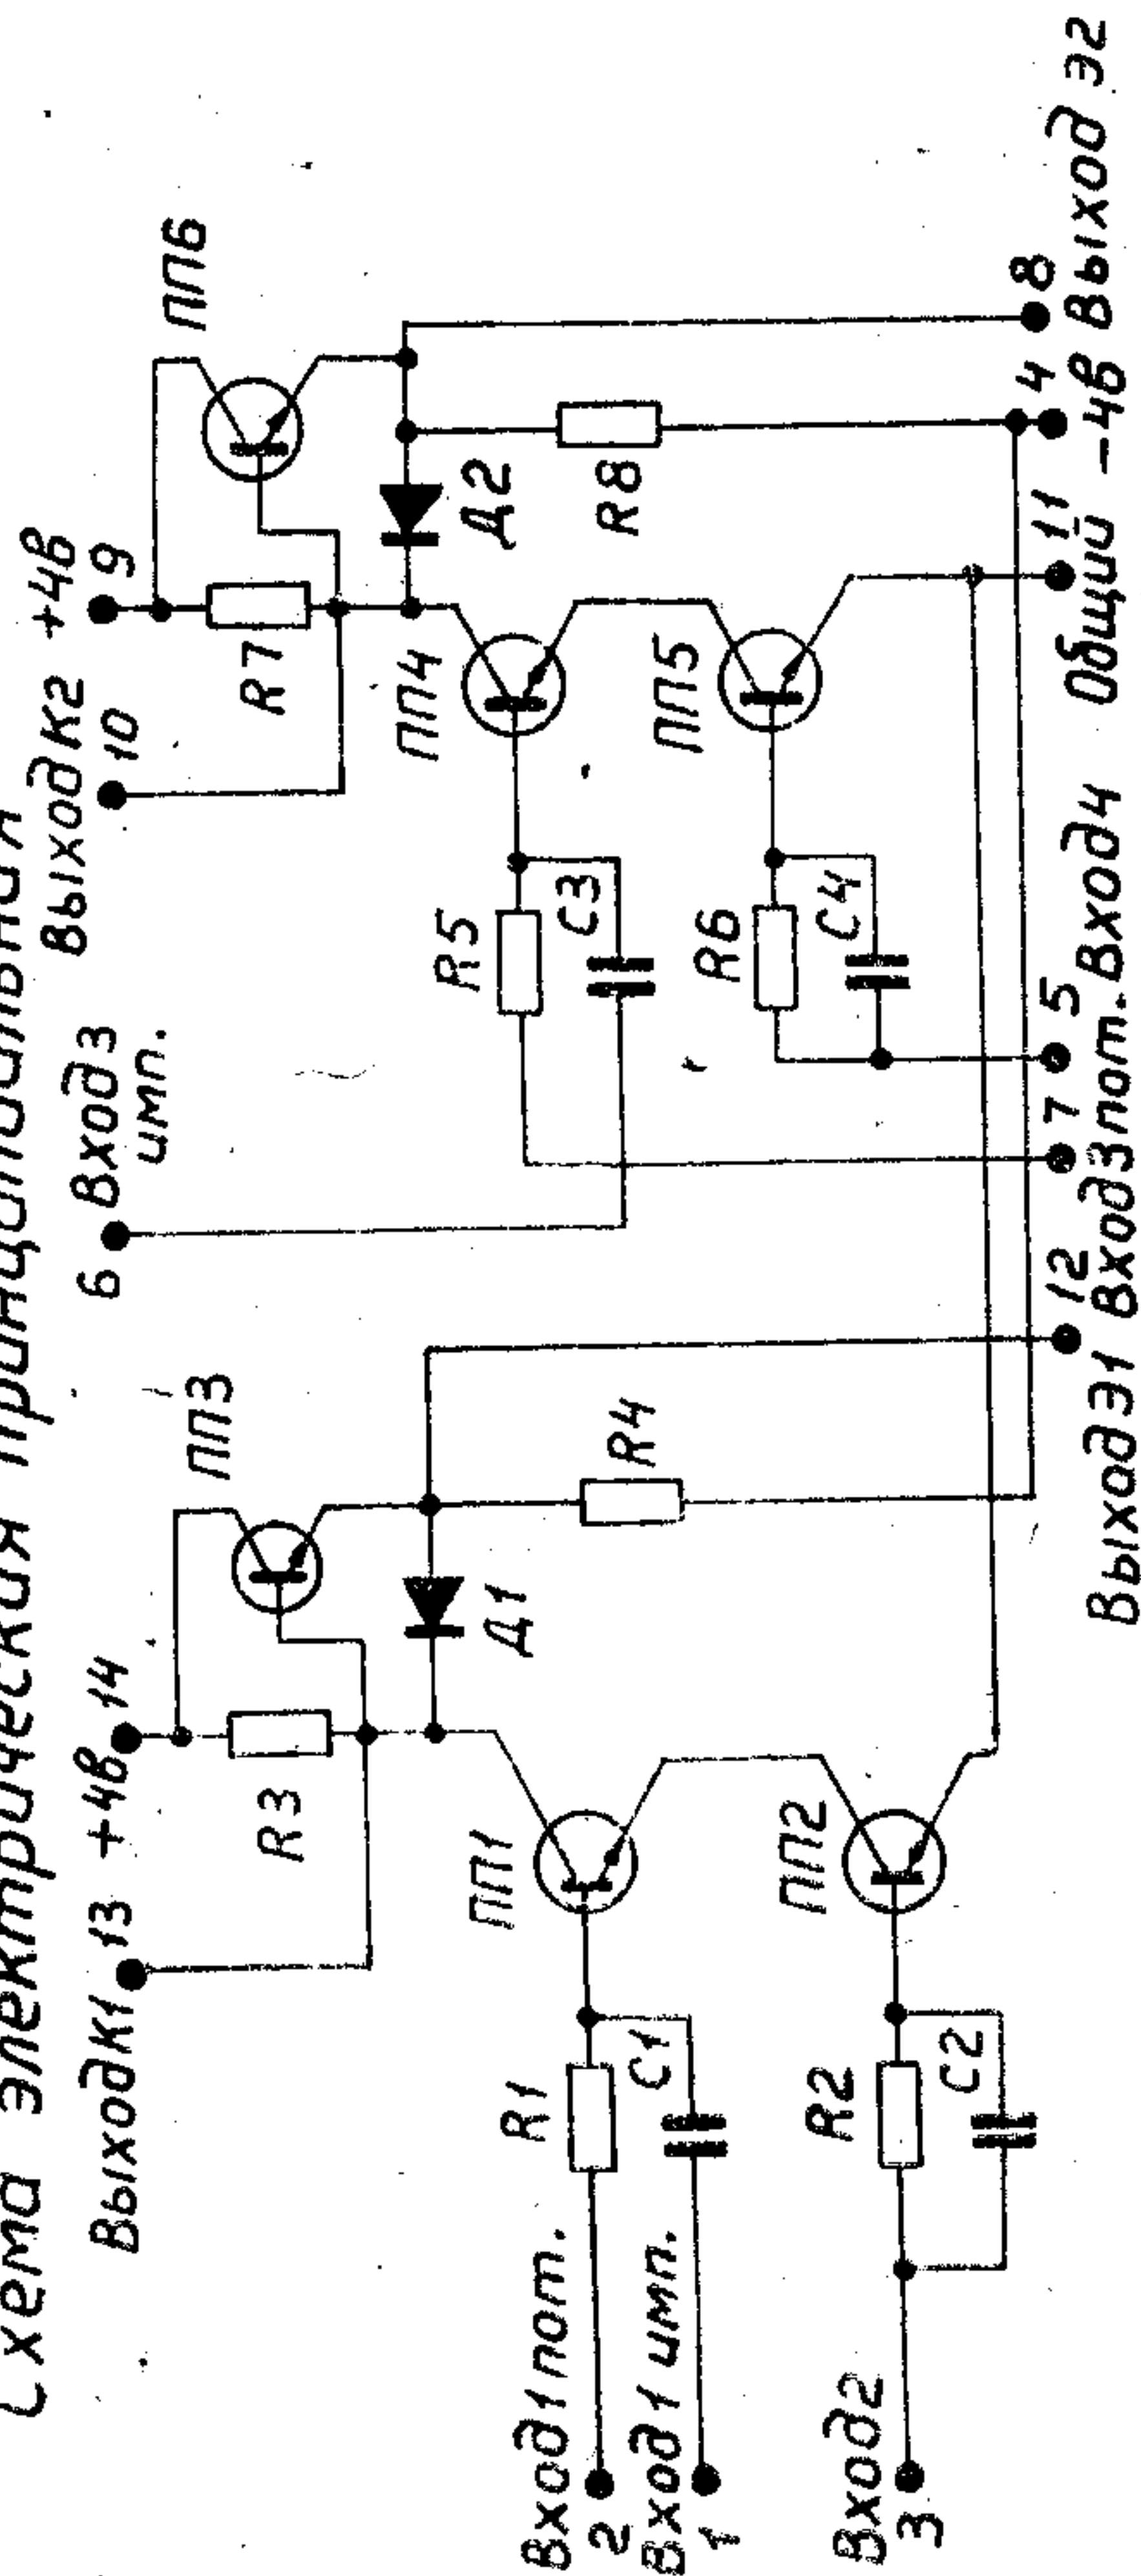 Схема электрическая принципиальная
Выход К1 13
+4в 14
6 Вход 3
имп.
Выход К2 10
+4в 9
ПП3
ПП6
R3
R7
Д1
Д2
ПП1
ПП4
R4
R8
R1
C1
R5
C3
ПП2
ПП5
R2
C2
R6
C4
Вход 1 пот.
2
Вход 1 имп.
1
Вход 2
3
12
7
5
11
4
8
Выход Э1
Вход 3 пот.
Вход 4
Общий
-4в
Выход Э2